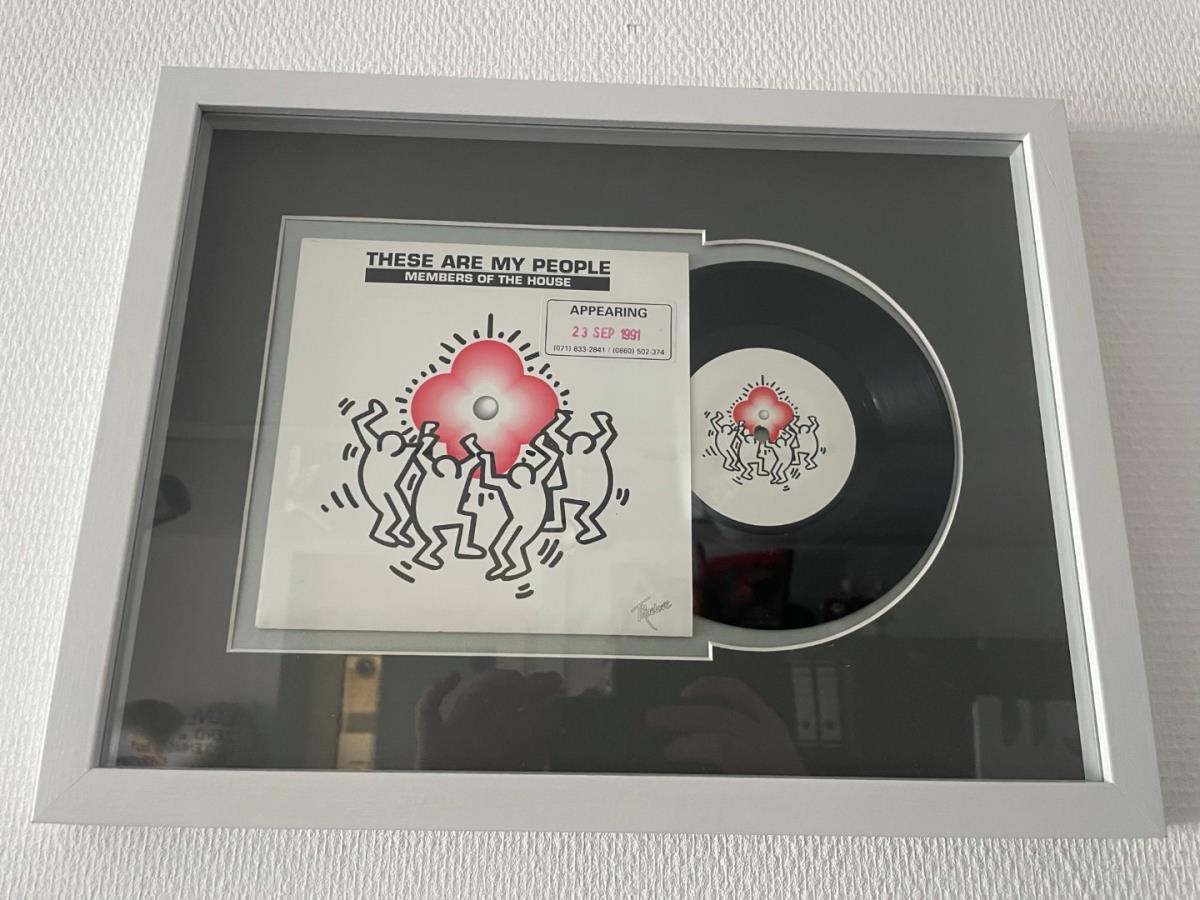 THESE ARE MY PEOPLE
MEMBERS OF THE HOUSE
APPEARING
23 SEP 1991
(071) 833-2841 / (0860) 502-374